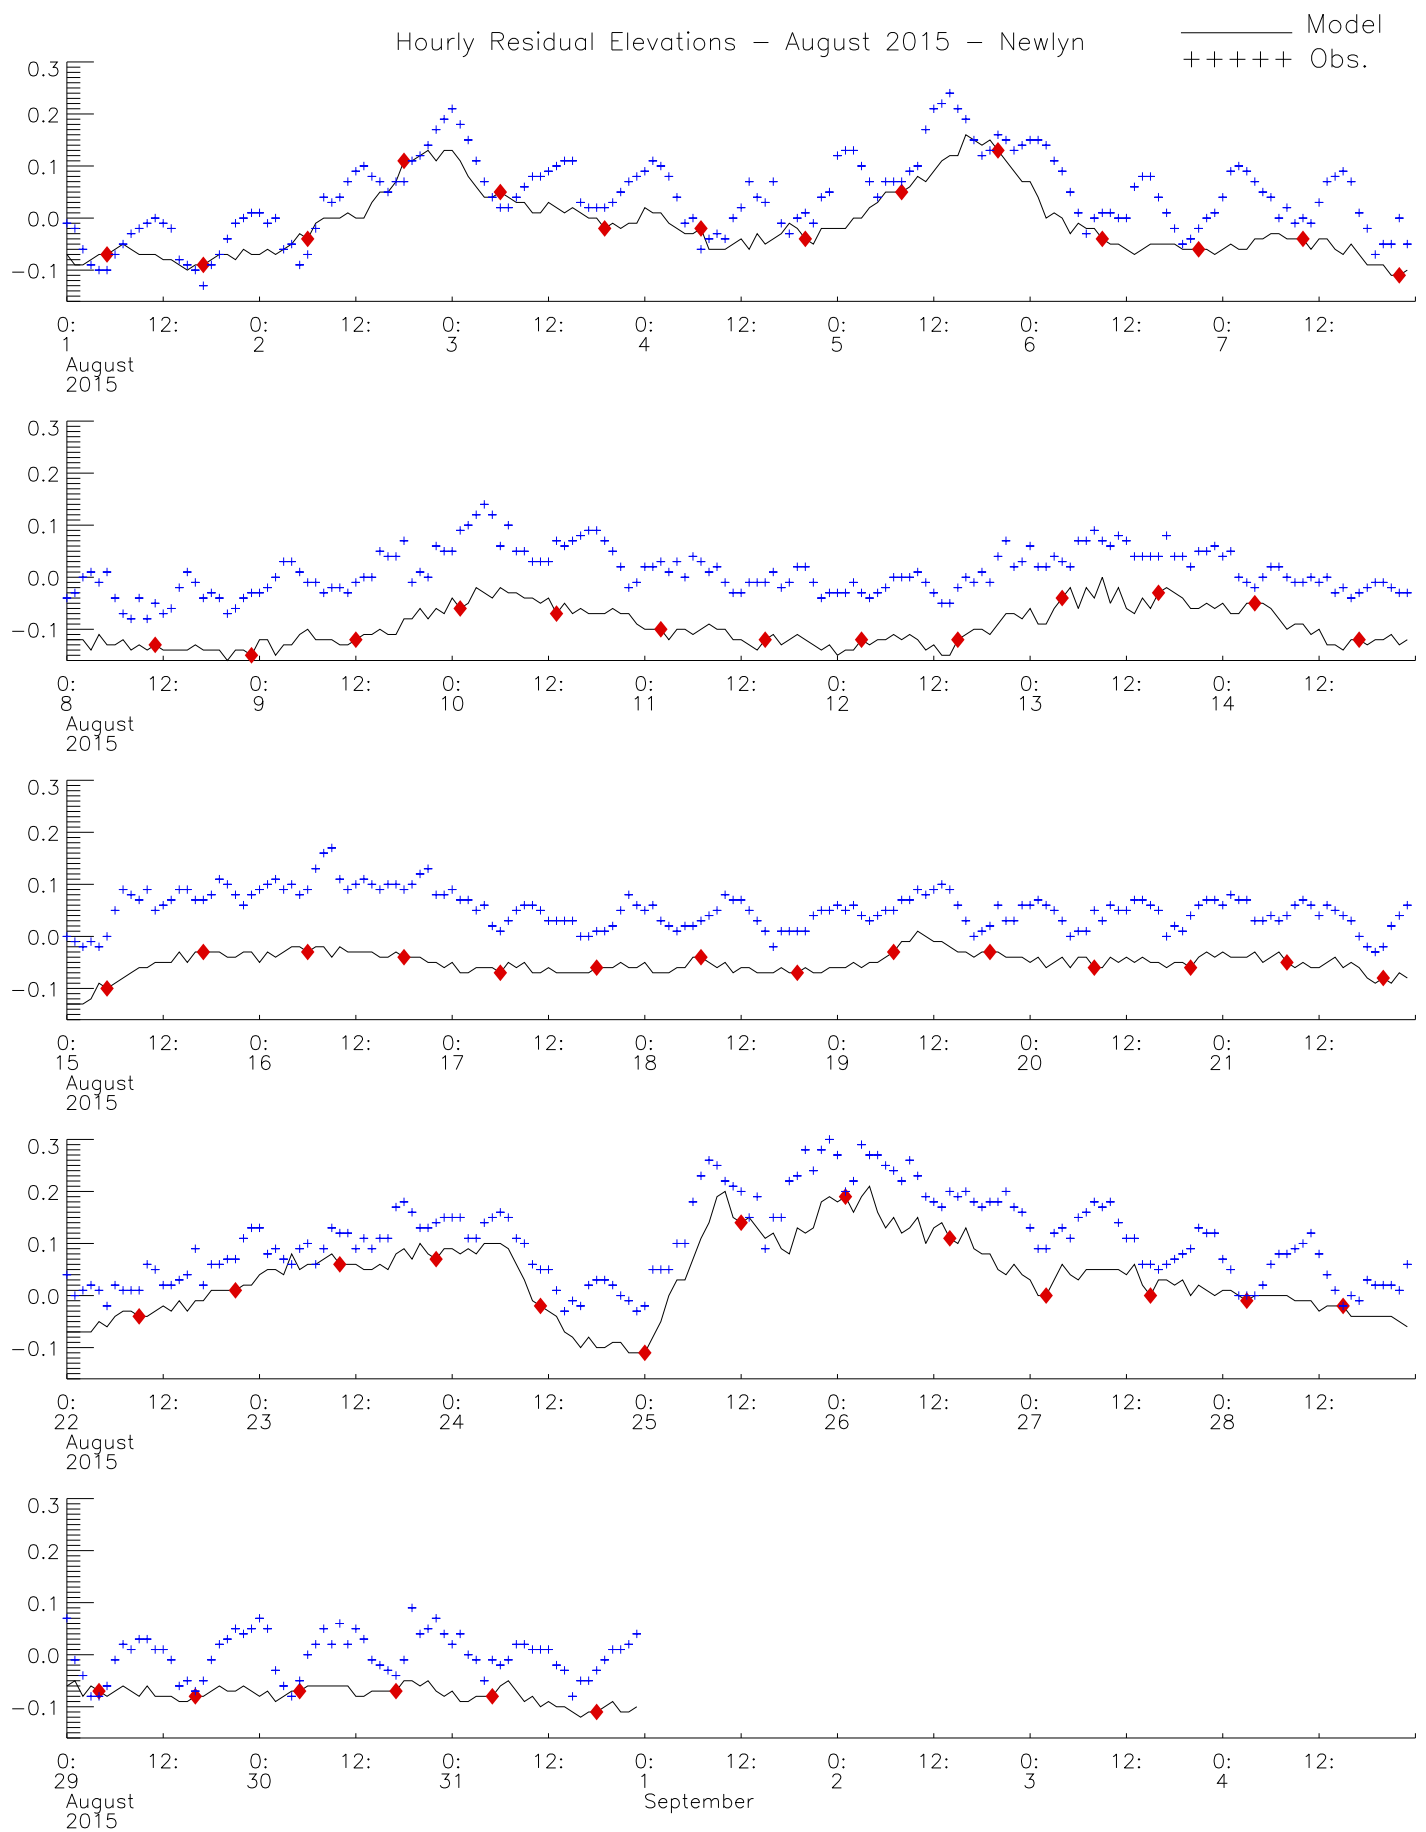 Hourly Residual Elevations – August 2015 – Newlyn
Model
+++++ Obs.
0.3
0.2
0.1
0.0
−0.1
0: 12: 0: 12: 0: 12: 0: 12: 0: 12: 0: 12: 0: 12:
1 2 3 4 5 6 7
August
2015
0.3
0.2
0.1
0.0
−0.1
0: 12: 0: 12: 0: 12: 0: 12: 0: 12: 0: 12: 0: 12:
8 9 10 11 12 13 14
August
2015
0.3
0.2
0.1
0.0
−0.1
0: 12: 0: 12: 0: 12: 0: 12: 0: 12: 0: 12: 0: 12:
15 16 17 18 19 20 21
August
2015
0.3
0.2
0.1
0.0
−0.1
0: 12: 0: 12: 0: 12: 0: 12: 0: 12: 0: 12: 0: 12:
22 23 24 25 26 27 28
August
2015
0.3
0.2
0.1
0.0
−0.1
0: 12: 0: 12: 0: 12: 0: 12: 0: 12: 0: 12: 0: 12:
29 30 31 1 2 3 4
August September
2015